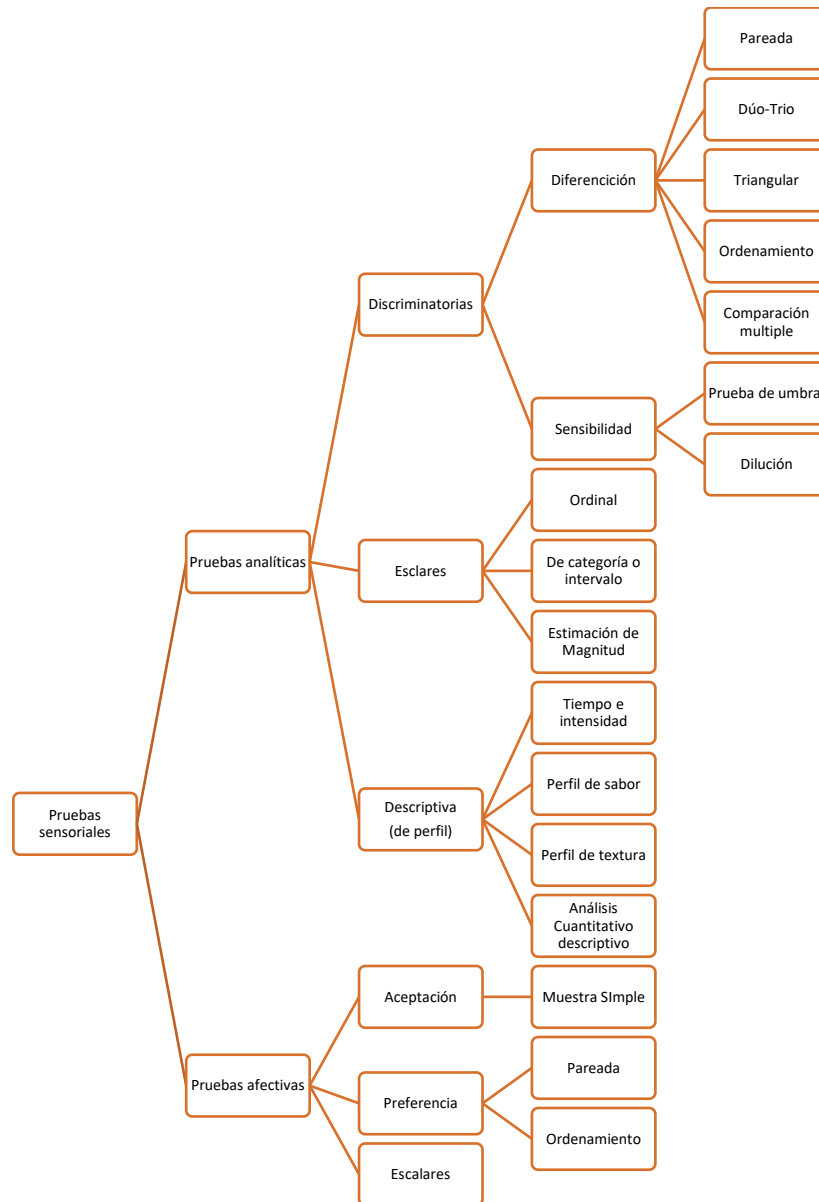 Pareada
Dúo-Trio
Diferencición
Triangular
Ordenamiento
Discriminatorias
Comparación
multiple
Prueba de umbra
Sensibilidad
Dilución
Ordinal
Pruebas analíticas
Esclares
De categoría o
intervalo
Estimación de
Magnitud
Tiempo e
intensidad
Pruebas
sensoriales
Descriptiva
(de perfil)
Perfil de sabor
Perfil de textura
Análisis
Cuantitativo
descriptivo
Aceptación
Muestra SImple
Pruebas afectivas
Pareada
Preferencia
Ordenamiento
Escalares